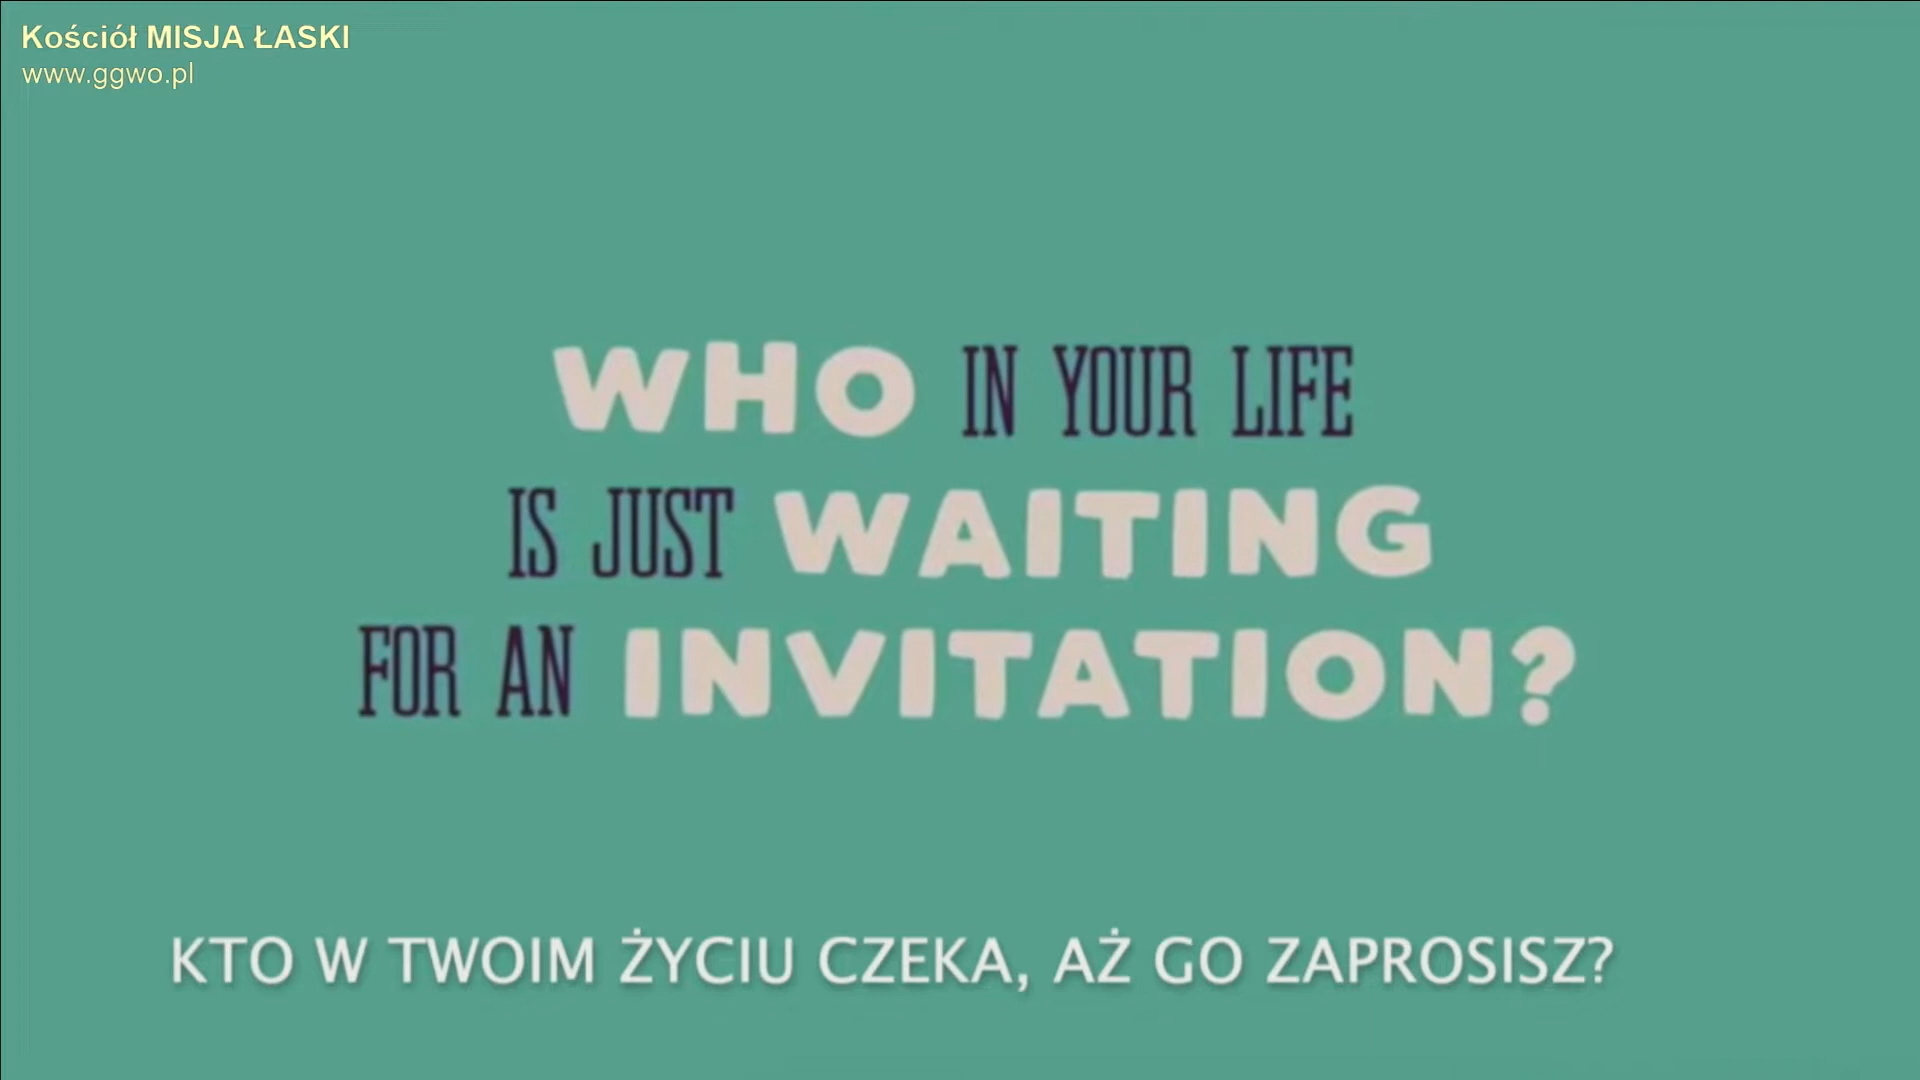 Kościół MISJA ŁASKI
www.ggwo.pl
WHO IN YOUR LIFE
IS JUST WAITING
FOR AN INVITATION?
KTO W TWOIM ŻYCIU CZEKA, AŻ GO ZAPROSISZ?